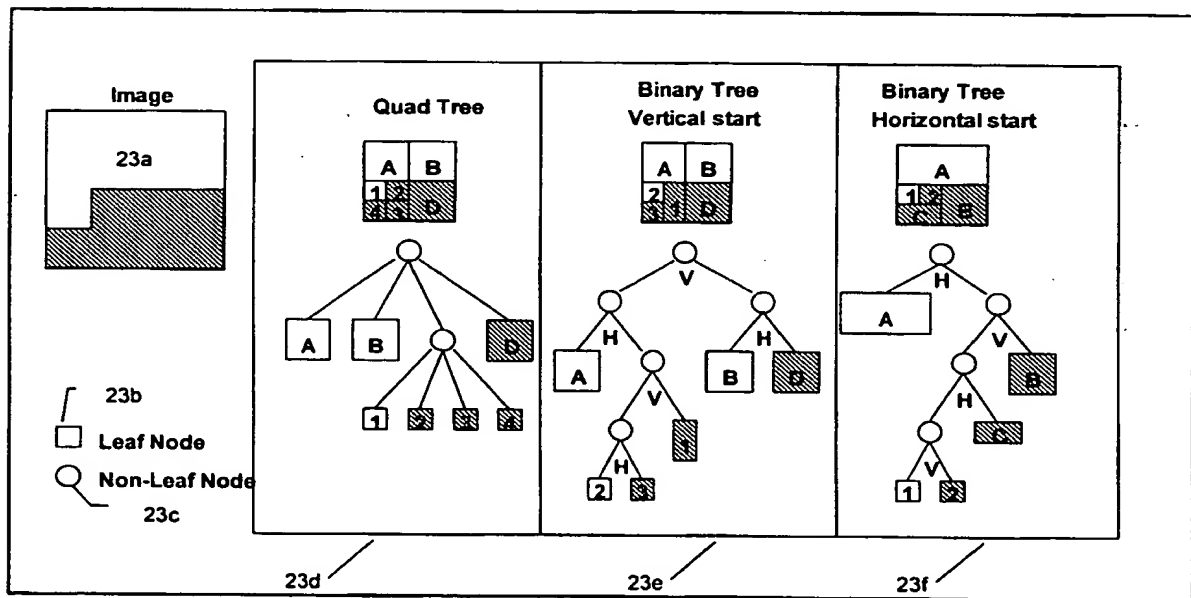 Image
23a
23b
Leaf Node
Non-Leaf Node
23c
Quad Tree
A B
1 2
4 3 D
A B D
1 2 3 4
23d
Binary Tree
Vertical start
A B
2
3 1 D
V
H H
A B D
V
1
H
2 3
23e
Binary Tree
Horizontal start
A
1 2
C B
H
A
V
B
H
C
V
1 2
23f